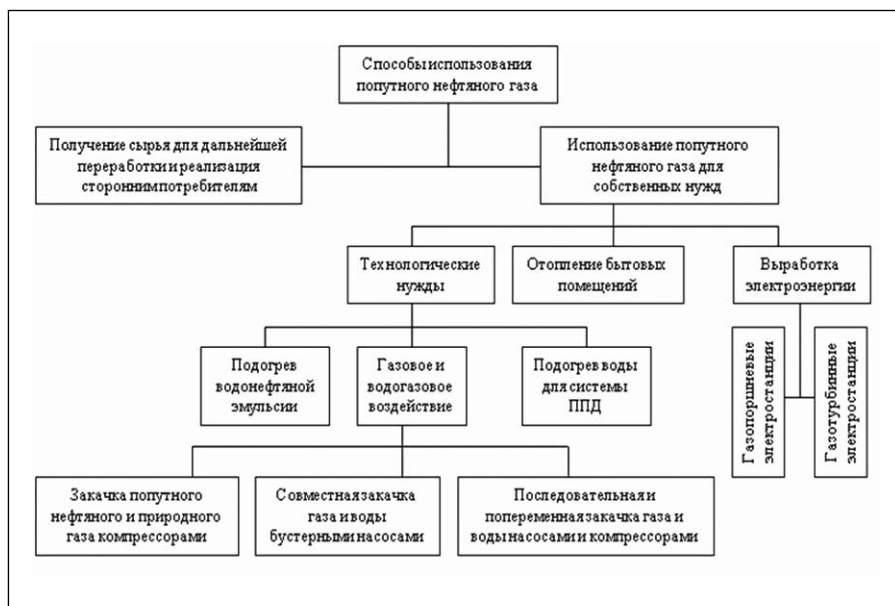 Способы использования
попутного нефтяного газа
Получение сырья для дальнейшей
переработки и реализация
сторонним потребителям
Использование попутного
нефтяного газа для
собственных нужд
Технологические
нужды
Отопление бытовых
помещений
Выработка
электроэнергии
Подогрев
водонефтяной
эмульсии
Газовое и
водогазовое
воздействие
Подогрев воды
для системы
ППД
Газопоршневые
электростанции
Газотурбинные
электростанции
Закачка попутного
нефтяного и природного
газа компрессорами
Совместная закачка
газа и воды
бустерными насосами
Последовательная и
попеременная закачка газа и
воды насосами и компрессорами